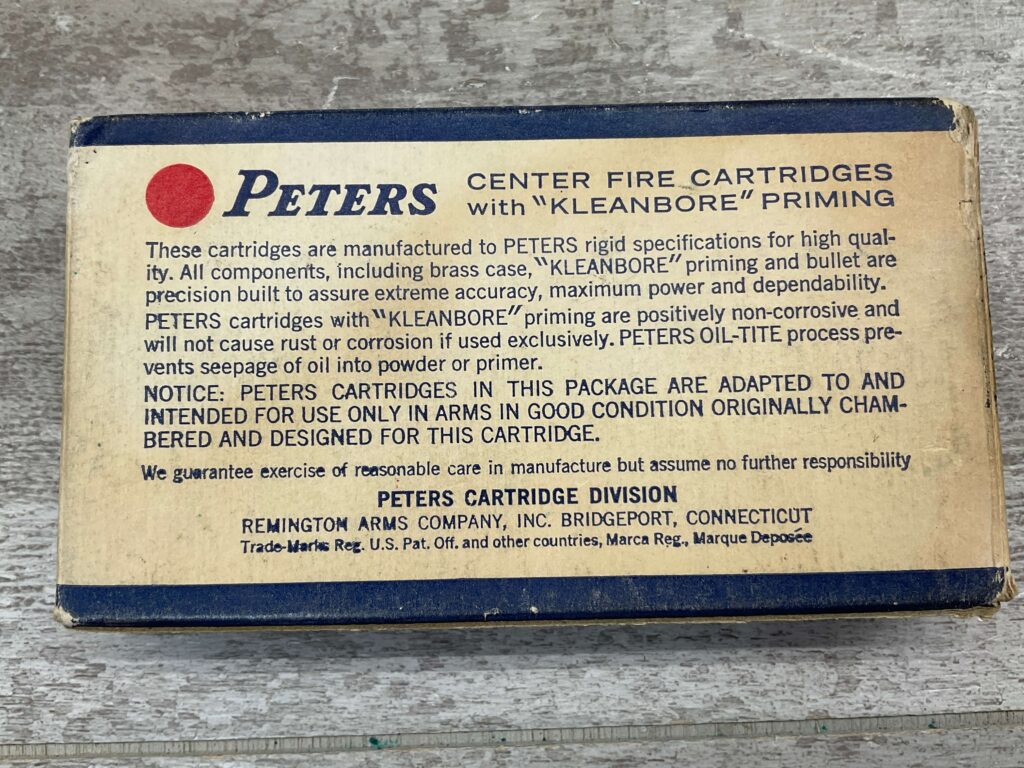 PETERS CENTER FIRE CARTRIDGES
with "KLEANBORE" PRIMING
These cartridges are manufactured to PETERS rigid specifications for high qual-
ity. All components, including brass case, "KLEANBORE" priming and bullet are
precision built to assure extreme accuracy, maximum power and dependability.
PETERS cartridges with "KLEANBORE" priming are positively non-corrosive and
will not cause rust or corrosion if used exclusively. PETERS OIL-TITE process pre-
vents seepage of oil into powder or primer.
NOTICE: PETERS CARTRIDGES IN THIS PACKAGE ARE ADAPTED TO AND
INTENDED FOR USE ONLY IN ARMS IN GOOD CONDITION ORIGINALLY CHAM-
BERED AND DESIGNED FOR THIS CARTRIDGE.
We guarantee exercise of reasonable care in manufacture but assume no further responsibility
PETERS CARTRIDGE DIVISION
REMINGTON ARMS COMPANY, INC. BRIDGEPORT, CONNECTICUT
Trade-Marks Reg. U.S. Pat. Off. and other countries, Marca Reg., Marque Deposée